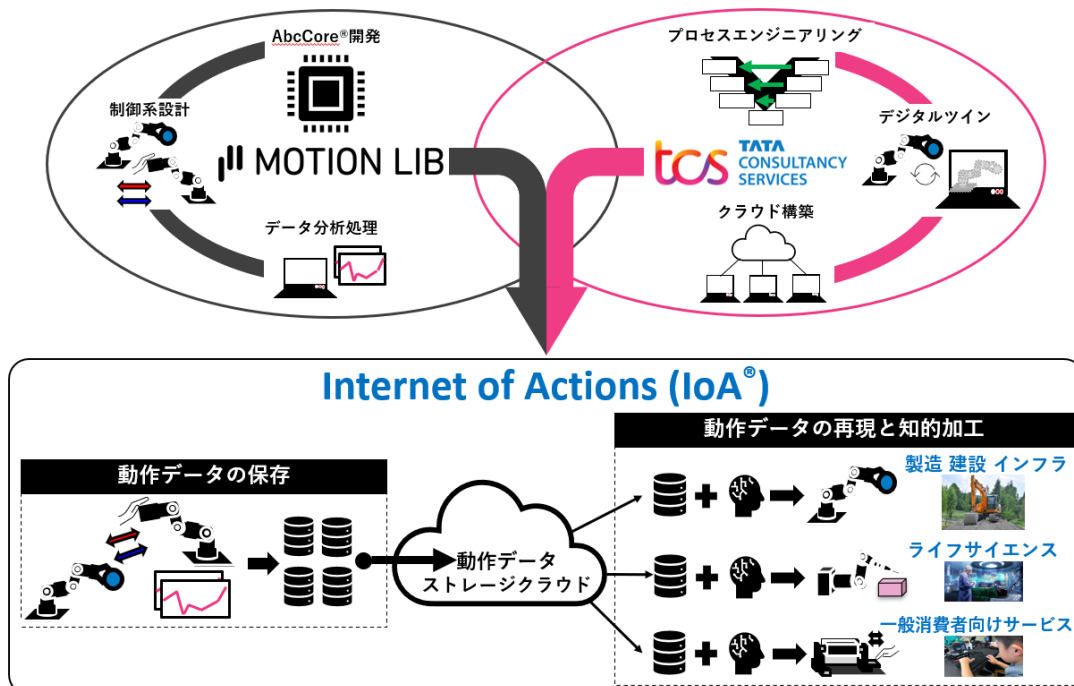 AbcCore®開発
制御系設計
MOTION LIB
データ分析処理
プロセスエンジニアリング
デジタルツイン
tcs TATA
CONSULTANCY
SERVICES
クラウド構築
Internet of Actions (IoA®)
動作データの保存
動作データ
ストレージクラウド
動作データの再現と知的加工
製造 建設 インフラ
ライフサイエンス
一般消費者向けサービス